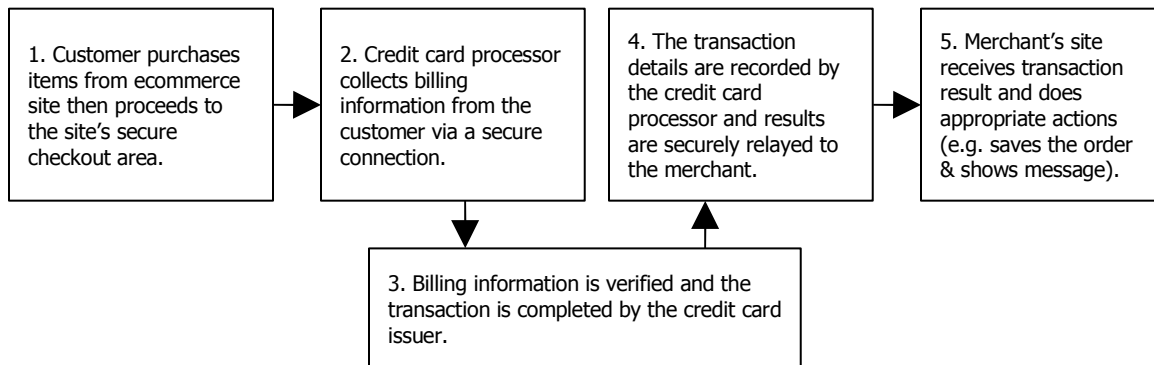 1. Customer purchases
items from ecommerce
site then proceeds to
the site’s secure
checkout area.
2. Credit card processor
collects billing
information from the
customer via a secure
connection.
3. Billing information is verified and the
transaction is completed by the credit card
issuer.
4. The transaction
details are recorded by
the credit card
processor and results
are securely relayed to
the merchant.
5. Merchant’s site
receives transaction
result and does
appropriate actions
(e.g. saves the order
& shows message).